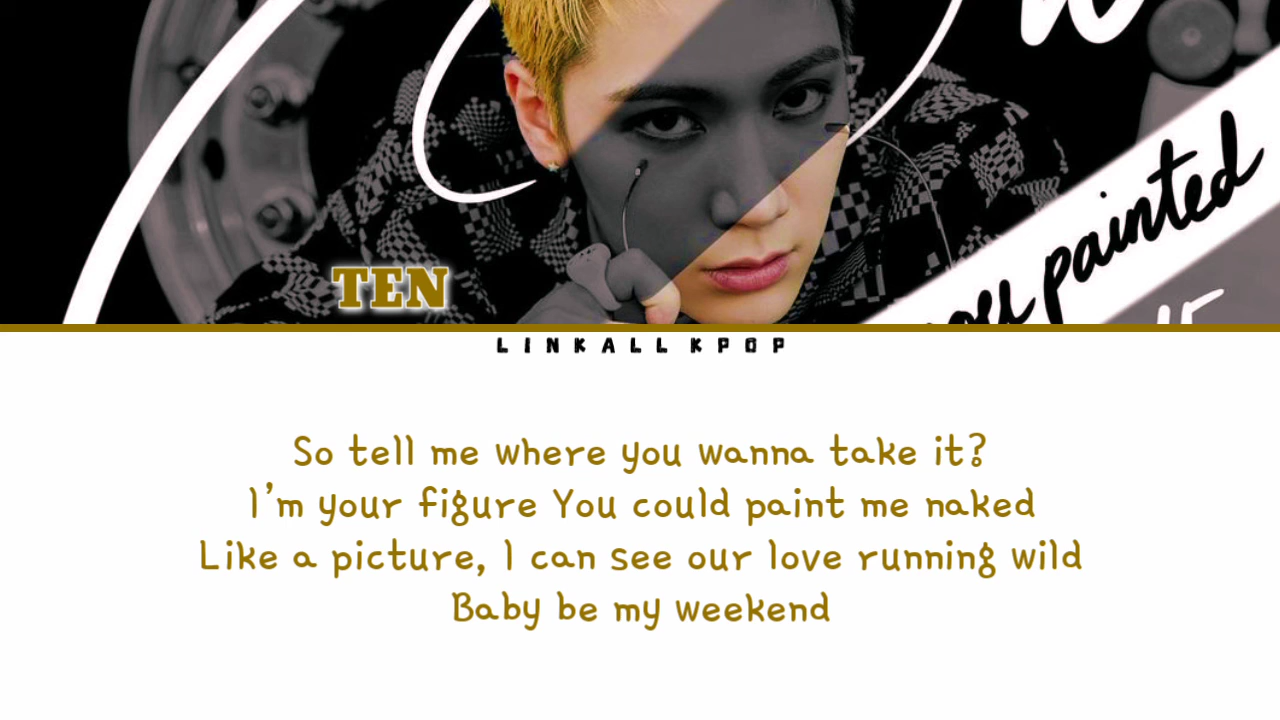 you painted
TEN
LINKALL KPOP
So tell me where you wanna take it?
I'm your figure You could paint me naked
Like a picture, I can see our love running wild
Baby be my weekend